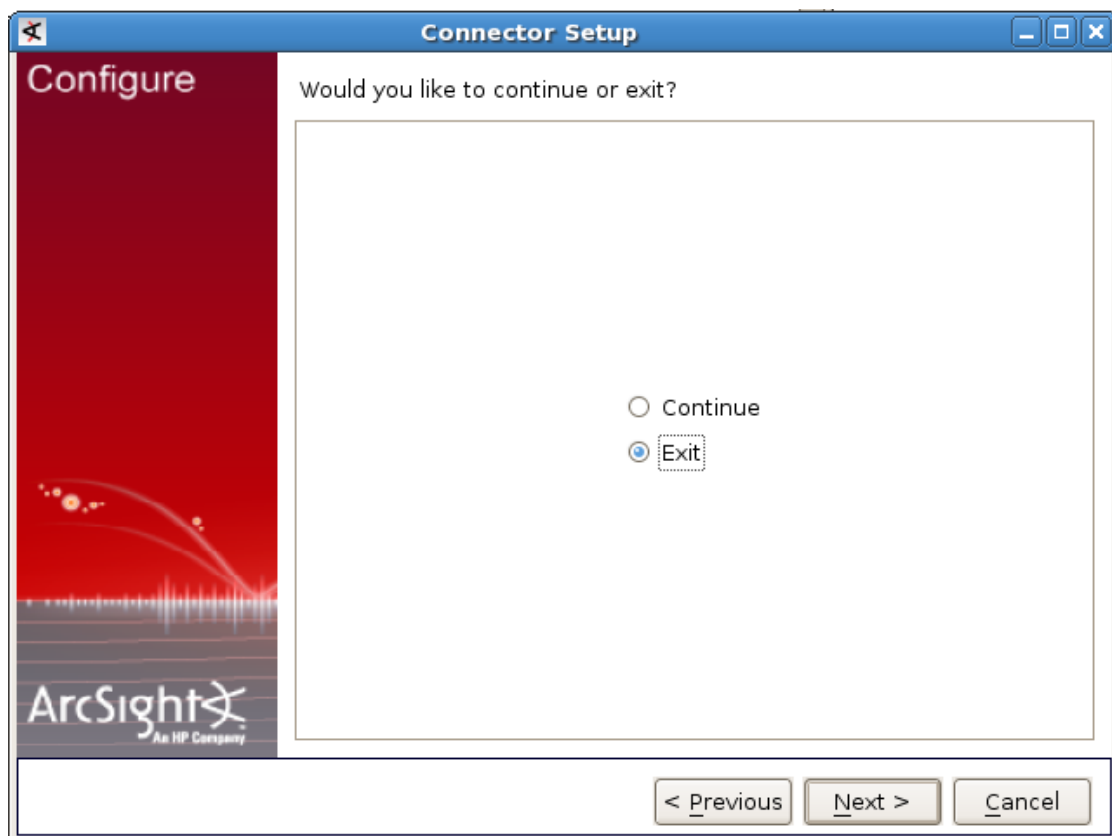 Connector Setup
Configure
Would you like to continue or exit?
Continue
Exit
ArcSight
An HP Company
< Previous
Next >
Cancel